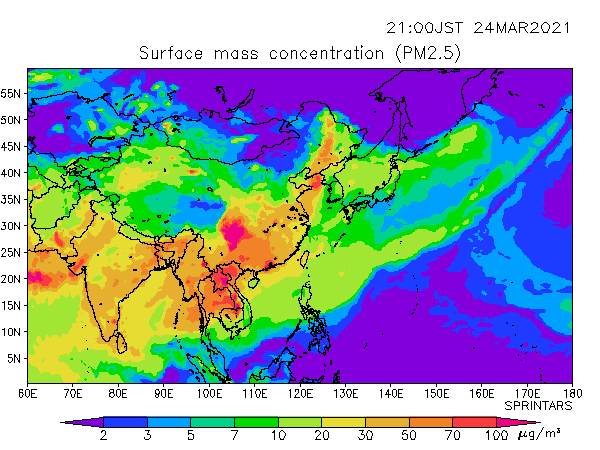 21:00JST 24MAR2021
Surface mass concentration (PM2.5)
55N
50N
45N
40N
35N
30N
25N
20N
15N
10N
5N
60E 70E 80E 90E 100E 110E 120E 130E 140E 150E 160E 170E 180
SPRINTARS
2 3 5 7 10 20 30 50 70 100 μg/m³